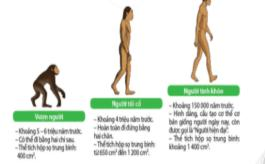 Vượn người
– Khoảng 5 – 6 triệu năm trước.
– Có thể đi bằng hai chi sau.
– Thể tích hộp sọ trung bình:
400 cm³.
Người tối cổ
– Khoảng 4 triệu năm trước.
– Hoàn toàn đi đứng bằng
hai chân.
– Thể tích hộp sọ trung bình:
từ 650 cm³ đến 1 200 cm³.
Người tinh khôn
– Khoảng 150 000 năm trước.
– Hình dáng, cấu tạo cơ thể cơ
bản giống người ngày nay, còn
được gọi là "Người hiện đại".
– Thể tích hộp sọ trung bình:
khoảng 1 400 cm³.